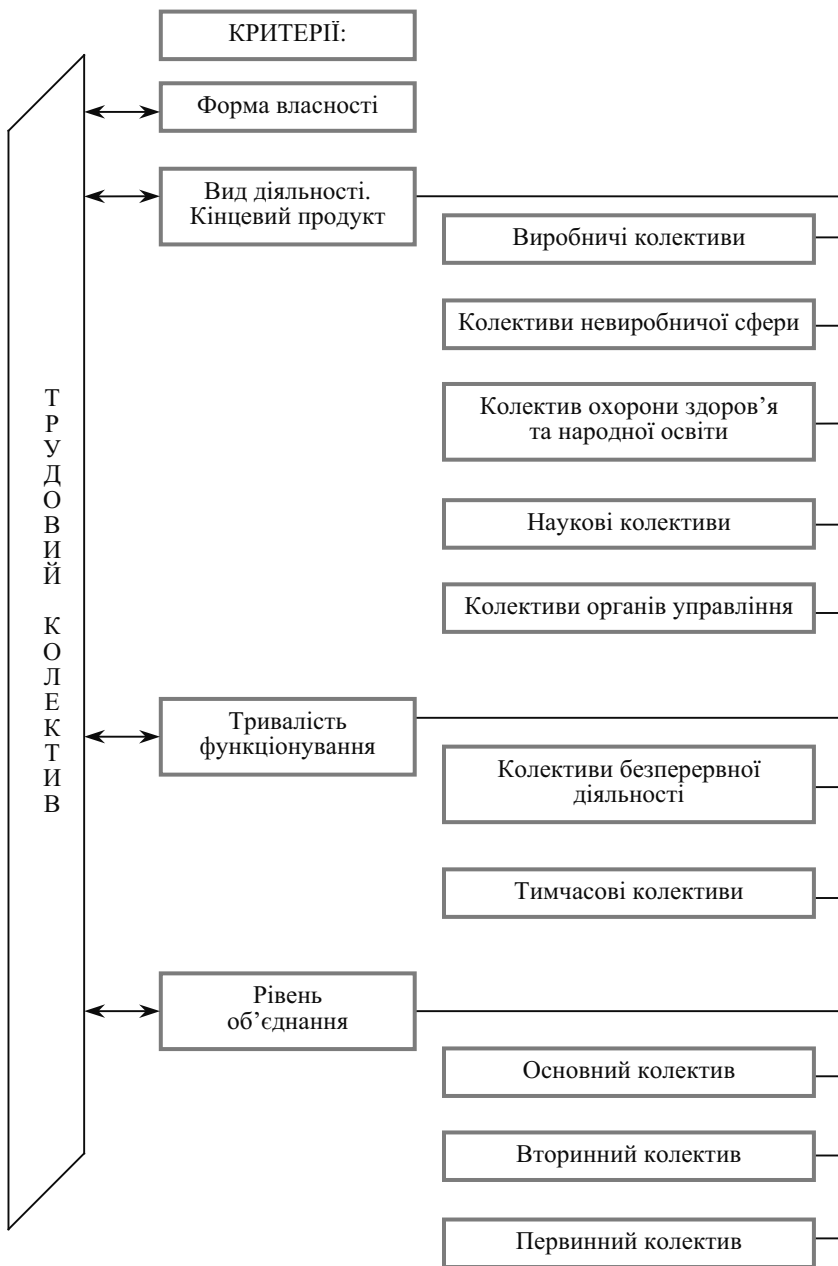 КРИТЕРІЇ:
Форма власності
Вид діяльності.
Кінцевий продукт
Виробничі колективи
Колективи невиробничої сфери
Колектив охорони здоров’я
та народної освіти
Наукові колективи
Колективи органів управління
ТРУДОВИЙ КОЛЕКТИВ
Тривалість
функціонування
Колективи безперервної
діяльності
Тимчасові колективи
Рівень
об’єднання
Основний колектив
Вторинний колектив
Первинний колектив